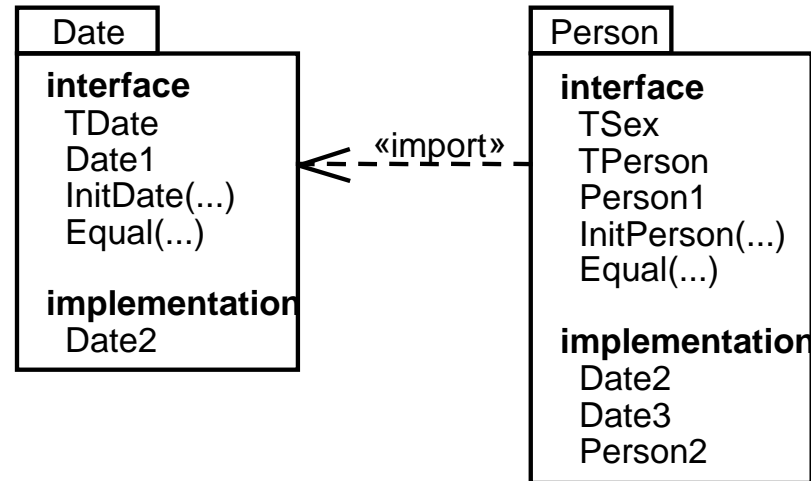 Date
interface
TDate
Date1
InitDate(...)
Equal(...)
implementation
Date2
«import»
Person
interface
TSex
TPerson
Person1
InitPerson(...)
Equal(...)
implementation
Date2
Date3
Person2